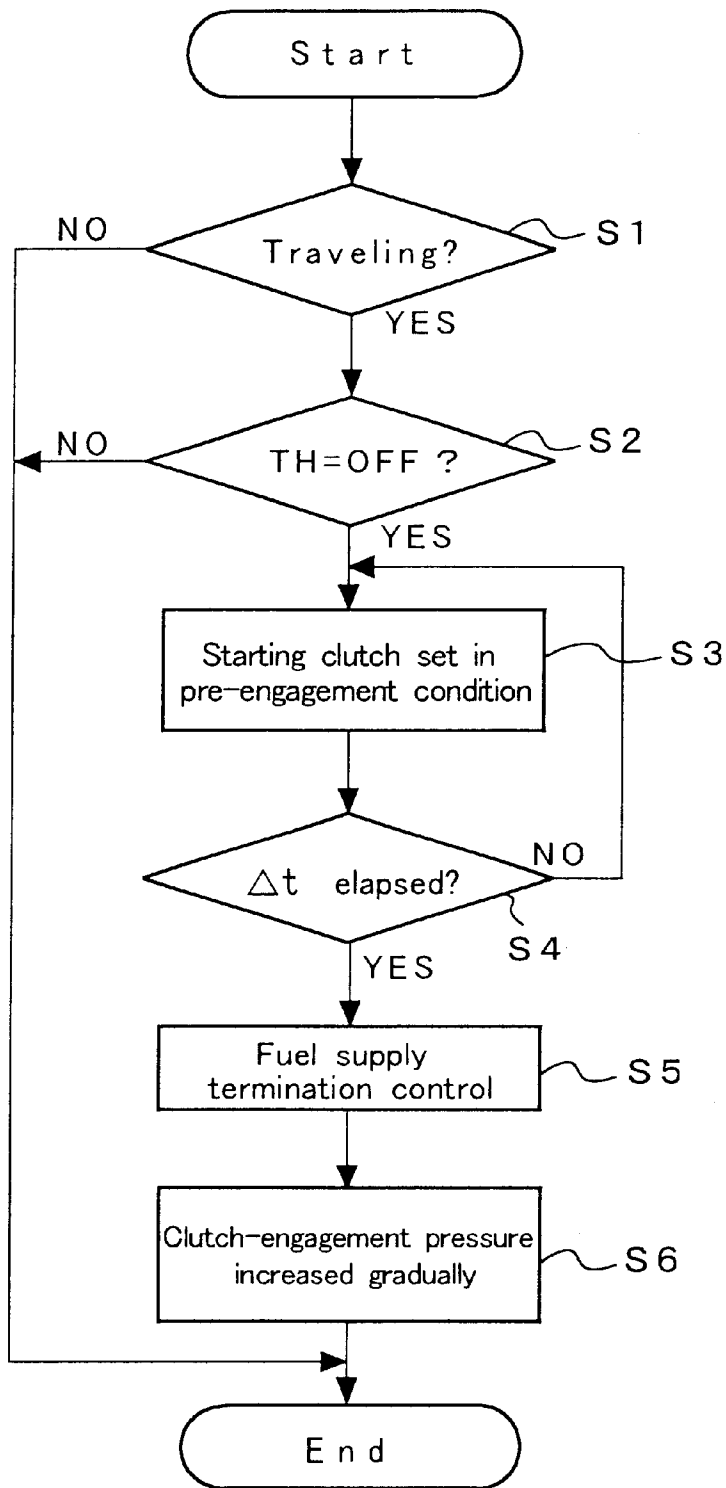 Start
Traveling?
S1
NO
YES
TH=OFF ?
S2
NO
YES
Starting clutch set in
pre-engagement condition
S3
△t elapsed?
NO
S4
YES
Fuel supply
termination control
S5
Clutch-engagement pressure
increased gradually
S6
End